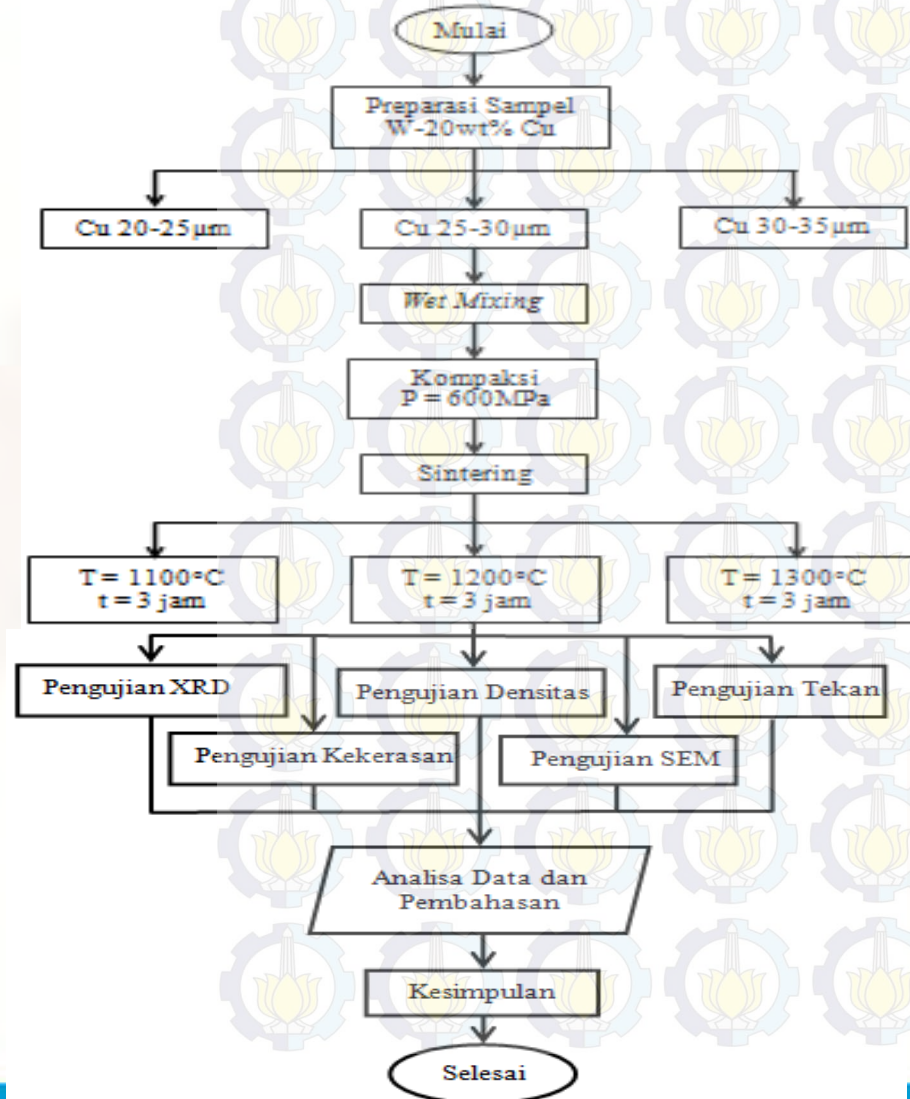 Mulai
Preparasi Sampel
W-20wt% Cu
Cu 20-25μm
Cu 25-30μm
Cu 30-35μm
Wet Mixing
Kompaksi
P = 600MPa
Sintering
T = 1100°C
t = 3 jam
T = 1200°C
t = 3 jam
T = 1300°C
t = 3 jam
Pengujian XRD
Pengujian Densitas
Pengujian Tekan
Pengujian Kekerasan
Pengujian SEM
Analisa Data dan
Pembahasan
Kesimpulan
Selesai